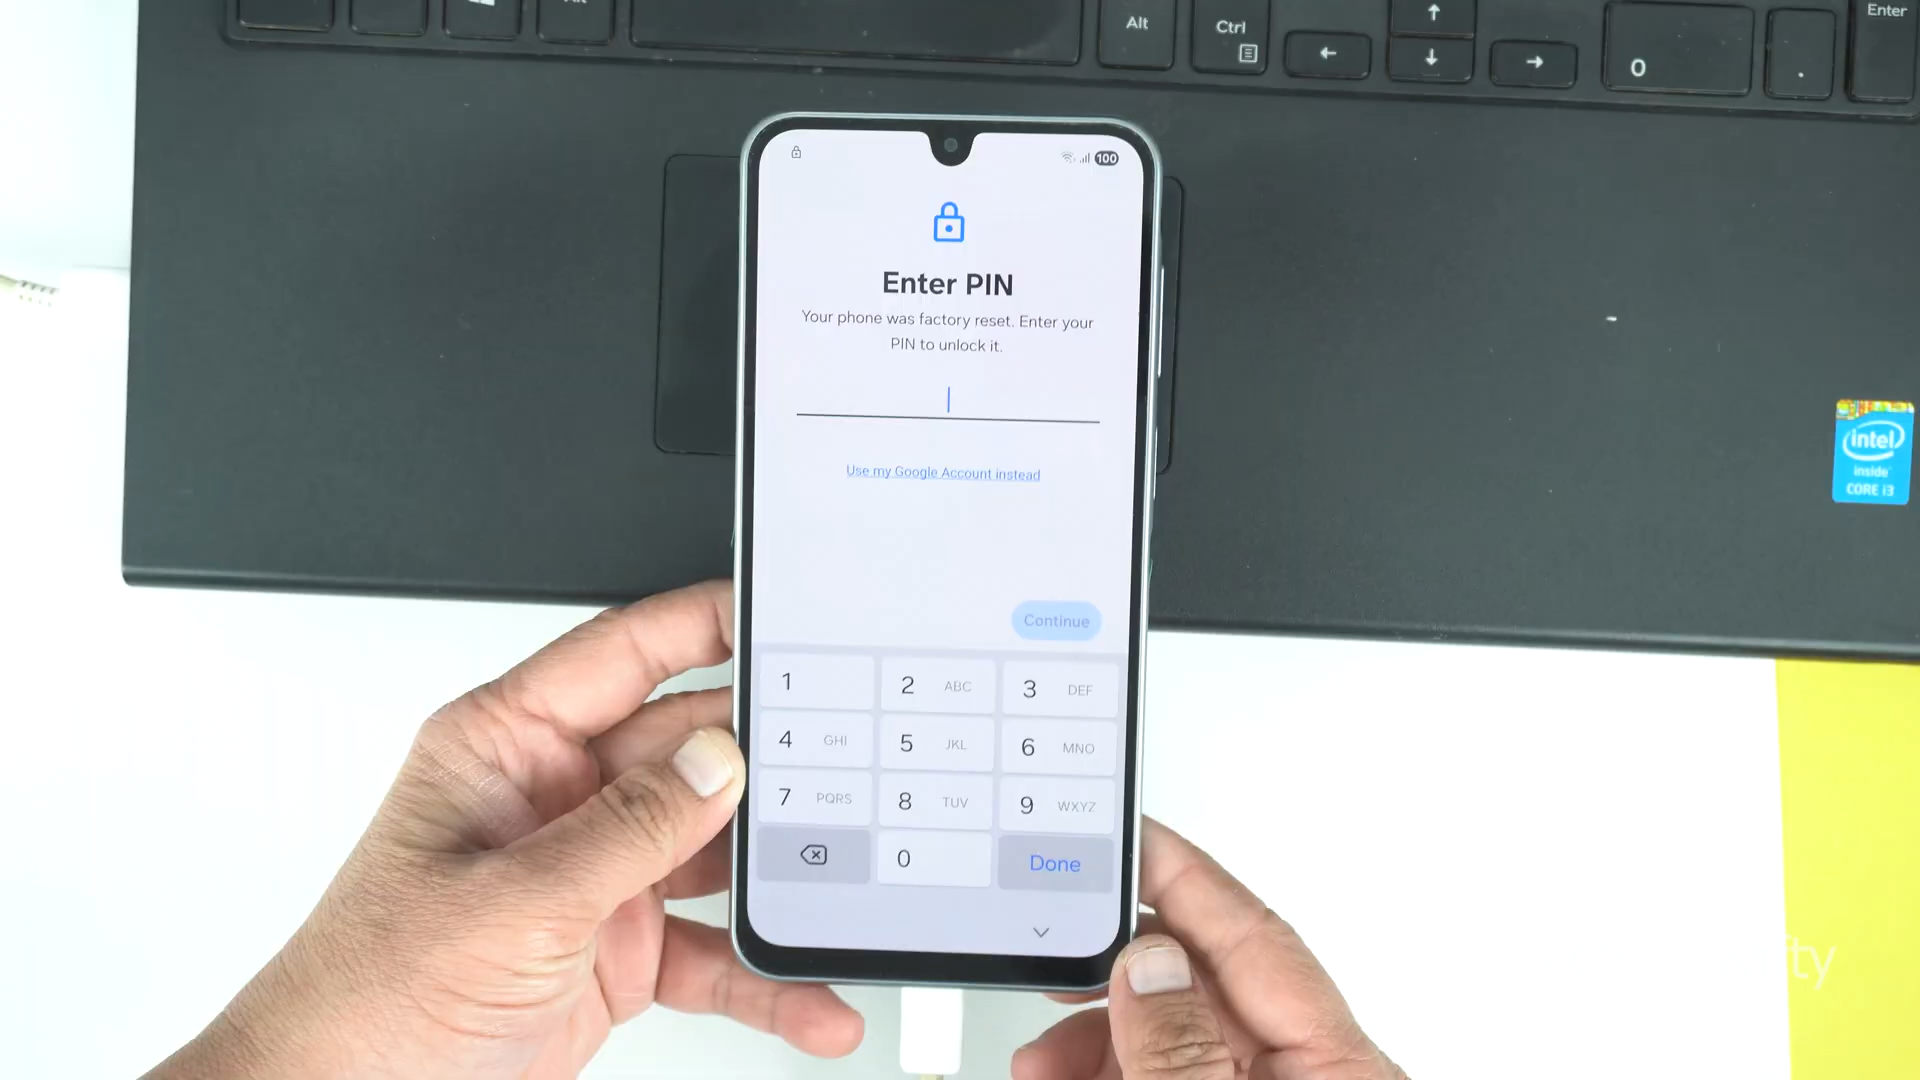 Alt
Ctrl
←
↑
↓
→
0
.
Enter
100
Enter PIN
Your phone was factory reset. Enter your
PIN to unlock it.
Use my Google Account instead
Continue
1
2 ABC
3 DEF
4 GHI
5 JKL
6 MNO
7 PQRS
8 TUV
9 WXYZ
0
Done
intel
inside
CORE i3
ty